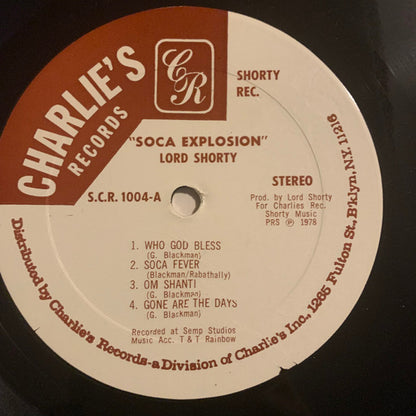 CHARLIE'S
RECORDS
CR
SHORTY
REC.
"SOCA EXPLOSION"
LORD SHORTY
S.C.R. 1004-A
STEREO
Prod. by Lord Shorty
For Charlies Rec.
Shorty Music
PRS Ⓟ 1978
1. WHO GOD BLESS
(G. Blackman)
2. SOCA FEVER
(Blackman/Rabathally)
3. OM SHANTI
(G. Blackman)
4. GONE ARE THE DAYS
(G. Blackman)
Recorded at Semp Studios
Music Acc. T & T Rainbow
Distributed by Charlie's Records-a Division of Charlie's Inc., 1265 Fulton St., B'klyn. N.Y. 11216